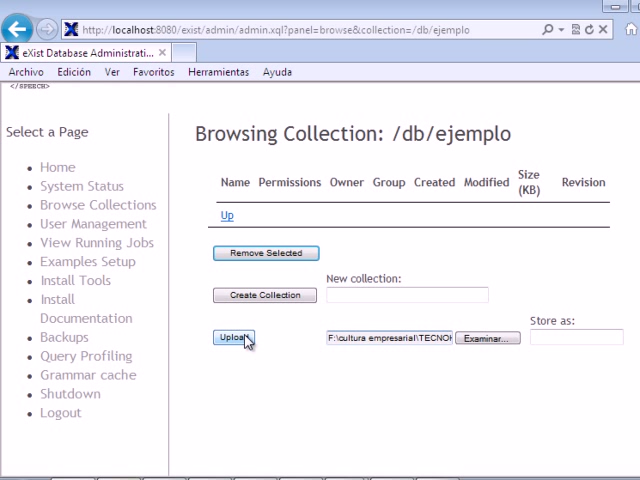 http://localhost:8080/exist/admin/admin.xql?panel=browse&collection=/db/ejemplo
eXist Database Administrati...
Archivo Edición Ver Favoritos Herramientas Ayuda
</SPEECH>
Select a Page
Home
System Status
Browse Collections
User Management
View Running Jobs
Examples Setup
Install Tools
Install
Documentation
Backups
Query Profiling
Grammar cache
Shutdown
Logout
Browsing Collection: /db/ejemplo
Name Permissions Owner Group Created Modified Size (KB) Revision
Up
Remove Selected
New collection:
Create Collection
Store as:
Upload F:\cultura empresarial\TECNO Examinar...